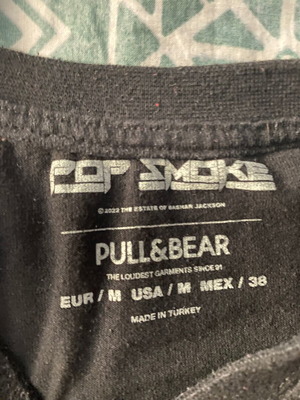 POP SMOKE
©2022 THE ESTATE OF BASHAR JACKSON
PULL&BEAR
THE LOUDEST GARMENTS SINCE 91
EUR / M USA / M MEX / 38
MADE IN TURKEY